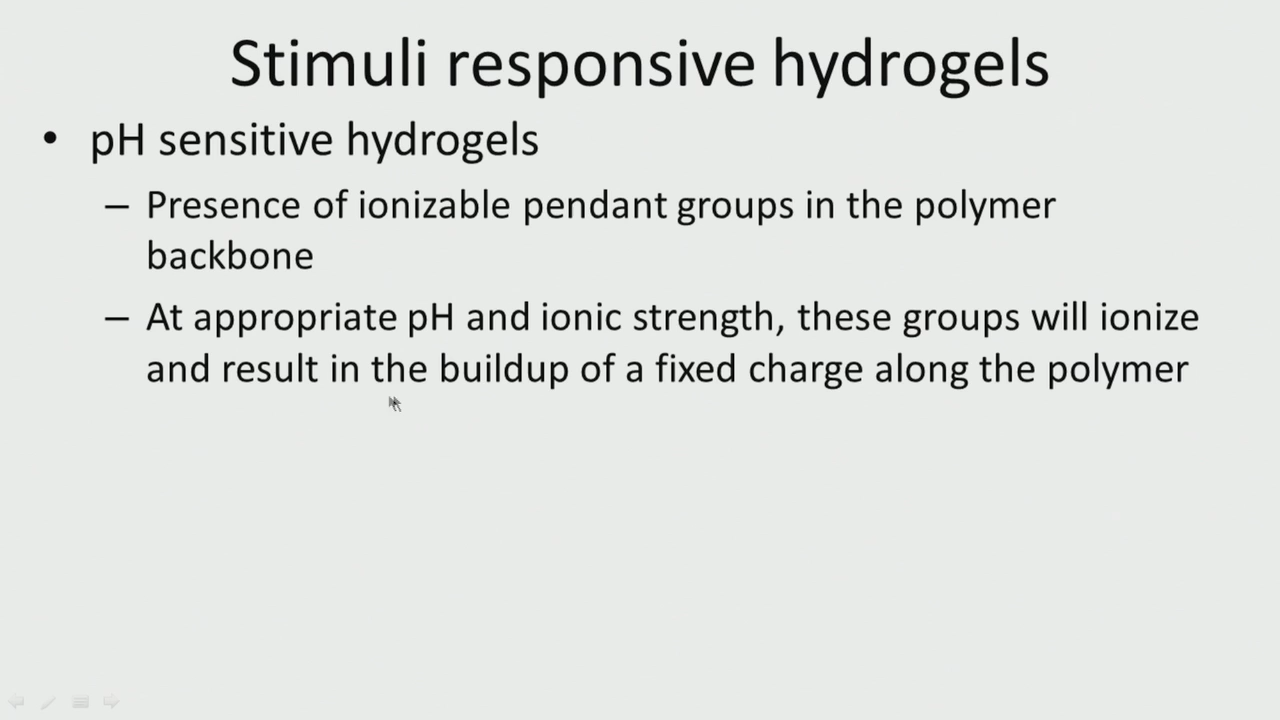 Stimuli responsive hydrogels
• pH sensitive hydrogels
– Presence of ionizable pendant groups in the polymer
backbone
– At appropriate pH and ionic strength, these groups will ionize
and result in the buildup of a fixed charge along the polymer